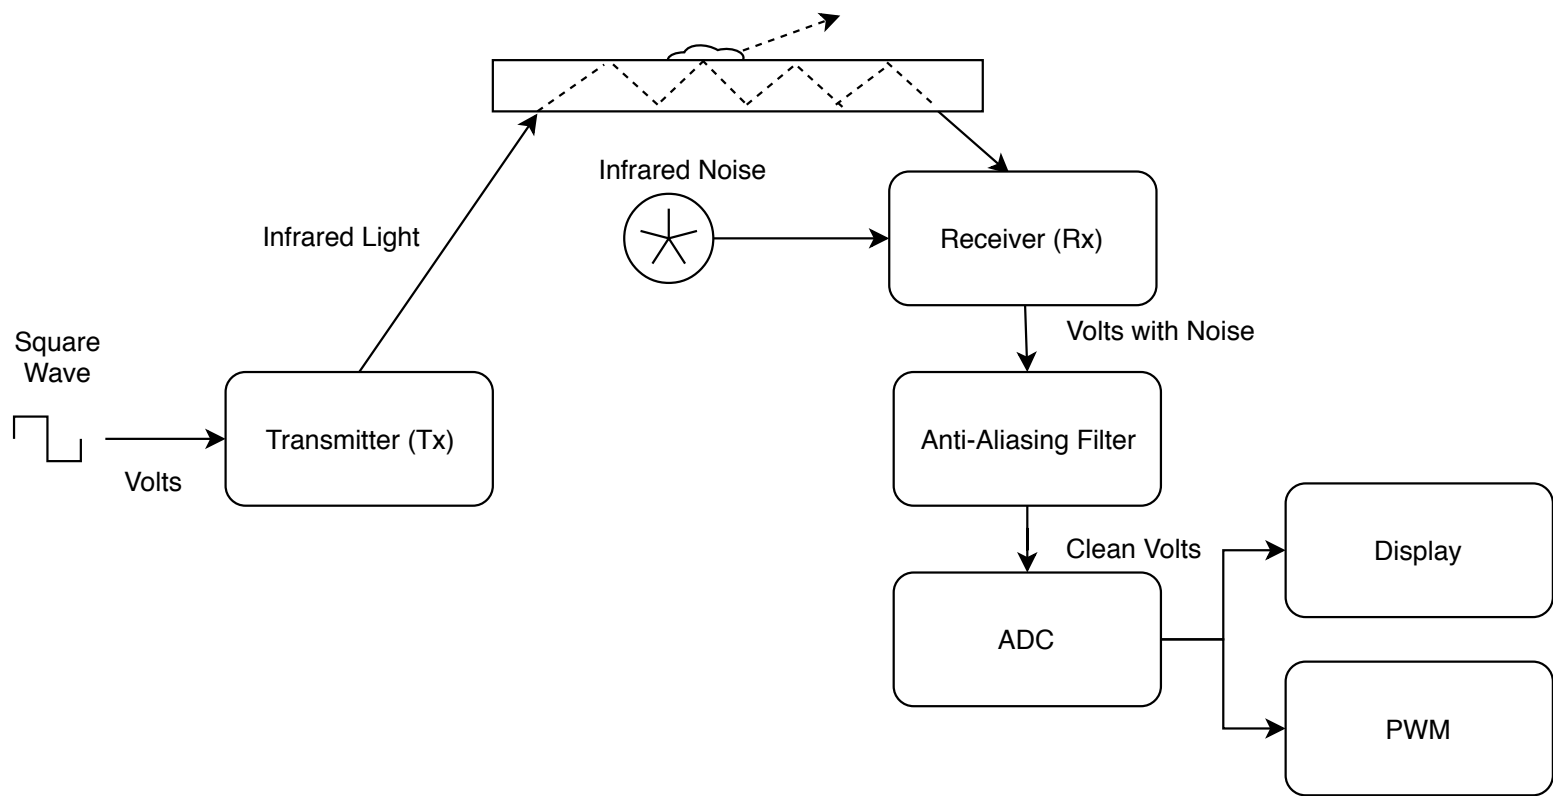 Infrared Noise
Infrared Light
Receiver (Rx)
Square
Wave
Volts with Noise
Transmitter (Tx)
Volts
Anti-Aliasing Filter
Clean Volts
Display
ADC
PWM